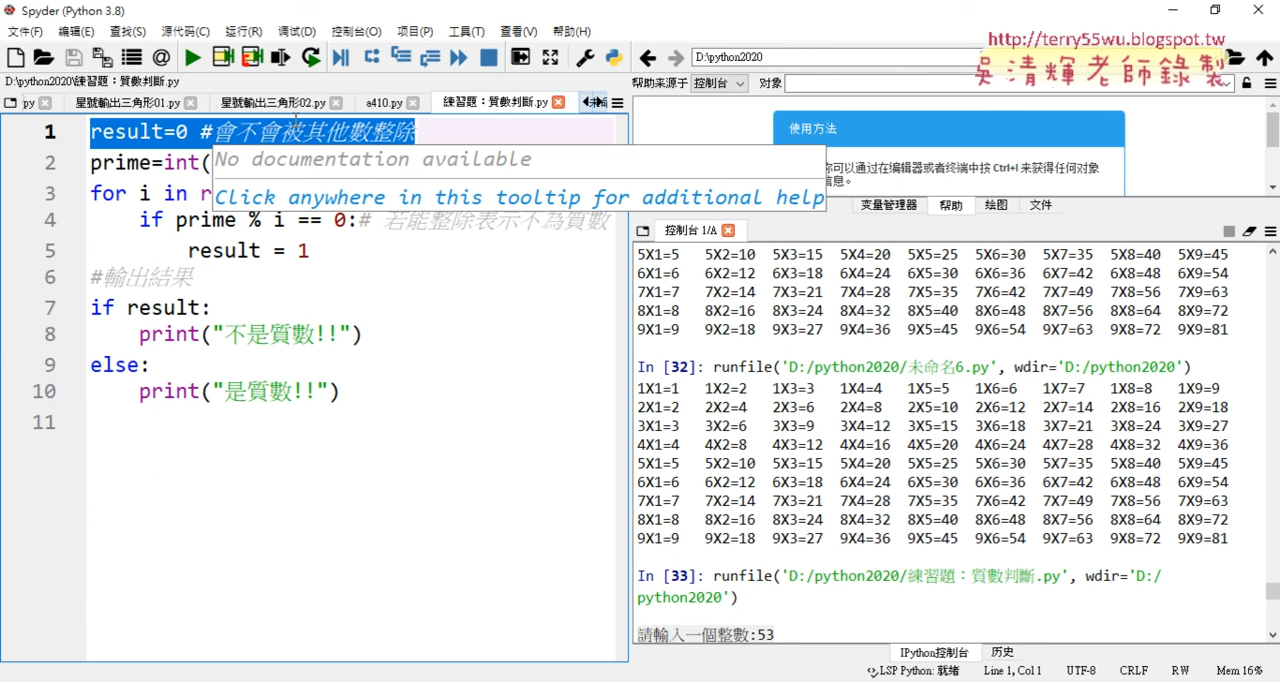 Spyder (Python 3.8)
文件(F) 编辑(E) 查找(S) 源代码(C) 运行(R) 调试(D) 控制台(O) 项目(P) 工具(T) 查看(V) 帮助(H)
D:\python2020
http://terry55wu.blogspot.tw
吳清輝老師錄製
D:\python2020\練習題：質數判斷.py
帮助来源于 控制台 对象
py 星號輸出三角形01.py 星號輸出三角形02.py a410.py 練習題：質數判斷.py
1 result=0 #會不會被其他數整除
2 prime=int(
3 for i in r
4 if prime % i == 0:# 若能整除表示不為質數
5 result = 1
6 #輸出結果
7 if result:
8 print("不是質數!!")
9 else:
10 print("是質數!!")
11
No documentation available
Click anywhere in this tooltip for additional help
使用方法
你可以通过在编辑器或者终端中按 Ctrl+I 来获得任何对象
信息。
变量管理器 帮助 绘图 文件
控制台 1/A
5X1=5 5X2=10 5X3=15 5X4=20 5X5=25 5X6=30 5X7=35 5X8=40 5X9=45
6X1=6 6X2=12 6X3=18 6X4=24 6X5=30 6X6=36 6X7=42 6X8=48 6X9=54
7X1=7 7X2=14 7X3=21 7X4=28 7X5=35 7X6=42 7X7=49 7X8=56 7X9=63
8X1=8 8X2=16 8X3=24 8X4=32 8X5=40 8X6=48 8X7=56 8X8=64 8X9=72
9X1=9 9X2=18 9X3=27 9X4=36 9X5=45 9X6=54 9X7=63 9X8=72 9X9=81
In [32]: runfile('D:/python2020/未命名6.py', wdir='D:/python2020')
1X1=1 1X2=2 1X3=3 1X4=4 1X5=5 1X6=6 1X7=7 1X8=8 1X9=9
2X1=2 2X2=4 2X3=6 2X4=8 2X5=10 2X6=12 2X7=14 2X8=16 2X9=18
3X1=3 3X2=6 3X3=9 3X4=12 3X5=15 3X6=18 3X7=21 3X8=24 3X9=27
4X1=4 4X2=8 4X3=12 4X4=16 4X5=20 4X6=24 4X7=28 4X8=32 4X9=36
5X1=5 5X2=10 5X3=15 5X4=20 5X5=25 5X6=30 5X7=35 5X8=40 5X9=45
6X1=6 6X2=12 6X3=18 6X4=24 6X5=30 6X6=36 6X7=42 6X8=48 6X9=54
7X1=7 7X2=14 7X3=21 7X4=28 7X5=35 7X6=42 7X7=49 7X8=56 7X9=63
8X1=8 8X2=16 8X3=24 8X4=32 8X5=40 8X6=48 8X7=56 8X8=64 8X9=72
9X1=9 9X2=18 9X3=27 9X4=36 9X5=45 9X6=54 9X7=63 9X8=72 9X9=81
In [33]: runfile('D:/python2020/練習題：質數判斷.py', wdir='D:/
python2020')
請輸入一個整數:53
IPython控制台 历史
LSP Python: 就绪 Line 1, Col 1 UTF-8 CRLF RW Mem 16%